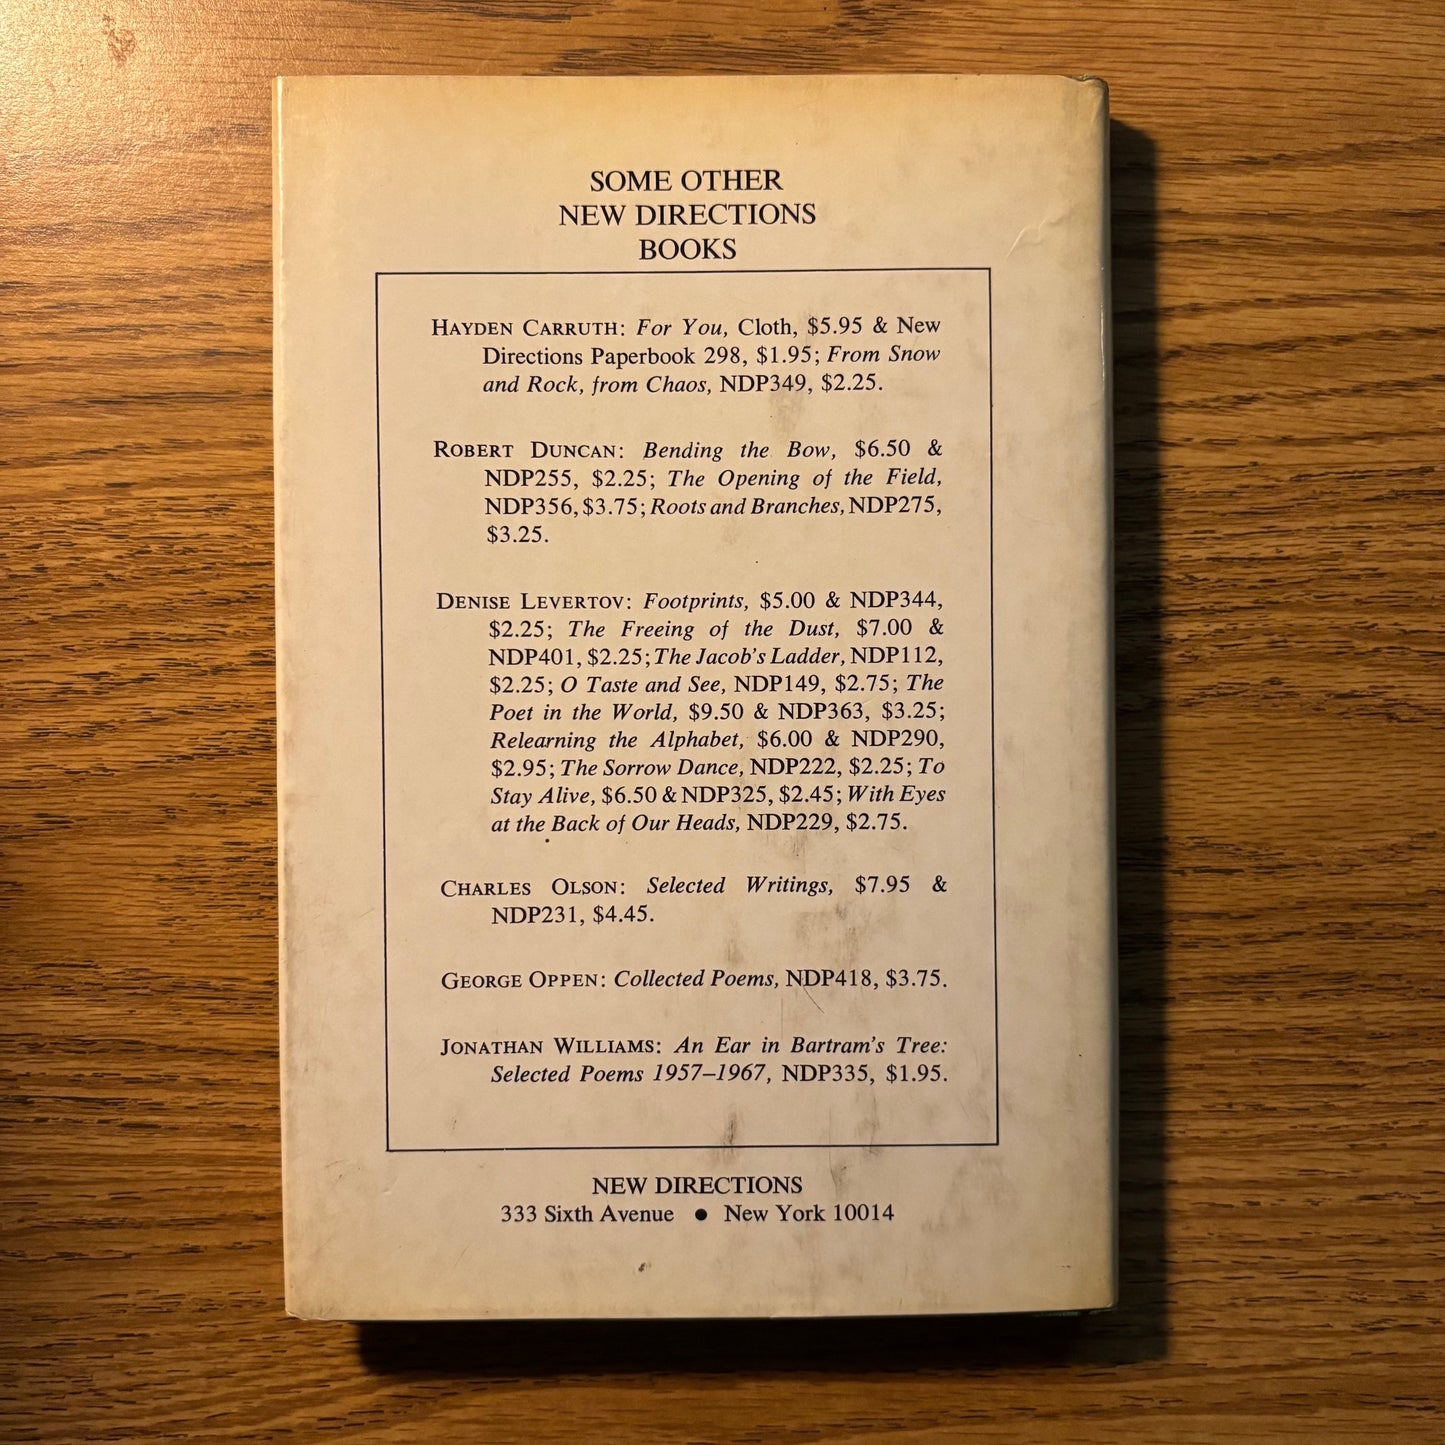 SOME OTHER
NEW DIRECTIONS
BOOKS
HAYDEN CARRUTH: For You, Cloth, $5.95 & New
Directions Paperbook 298, $1.95; From Snow
and Rock, from Chaos, NDP349, $2.25.
ROBERT DUNCAN: Bending the Bow, $6.50 &
NDP255, $2.25; The Opening of the Field,
NDP356, $3.75; Roots and Branches, NDP275,
$3.25.
DENISE LEVERTOV: Footprints, $5.00 & NDP344,
$2.25; The Freeing of the Dust, $7.00 &
NDP401, $2.25; The Jacob's Ladder, NDP112,
$2.25; O Taste and See, NDP149, $2.75; The
Poet in the World, $9.50 & NDP363, $3.25;
Relearning the Alphabet, $6.00 & NDP290,
$2.95; The Sorrow Dance, NDP222, $2.25; To
Stay Alive, $6.50 & NDP325, $2.45; With Eyes
at the Back of Our Heads, NDP229, $2.75.
CHARLES OLSON: Selected Writings, $7.95 &
NDP231, $4.45.
GEORGE OPPEN: Collected Poems, NDP418, $3.75.
JONATHAN WILLIAMS: An Ear in Bartram's Tree:
Selected Poems 1957–1967, NDP335, $1.95.
NEW DIRECTIONS
333 Sixth Avenue ● New York 10014